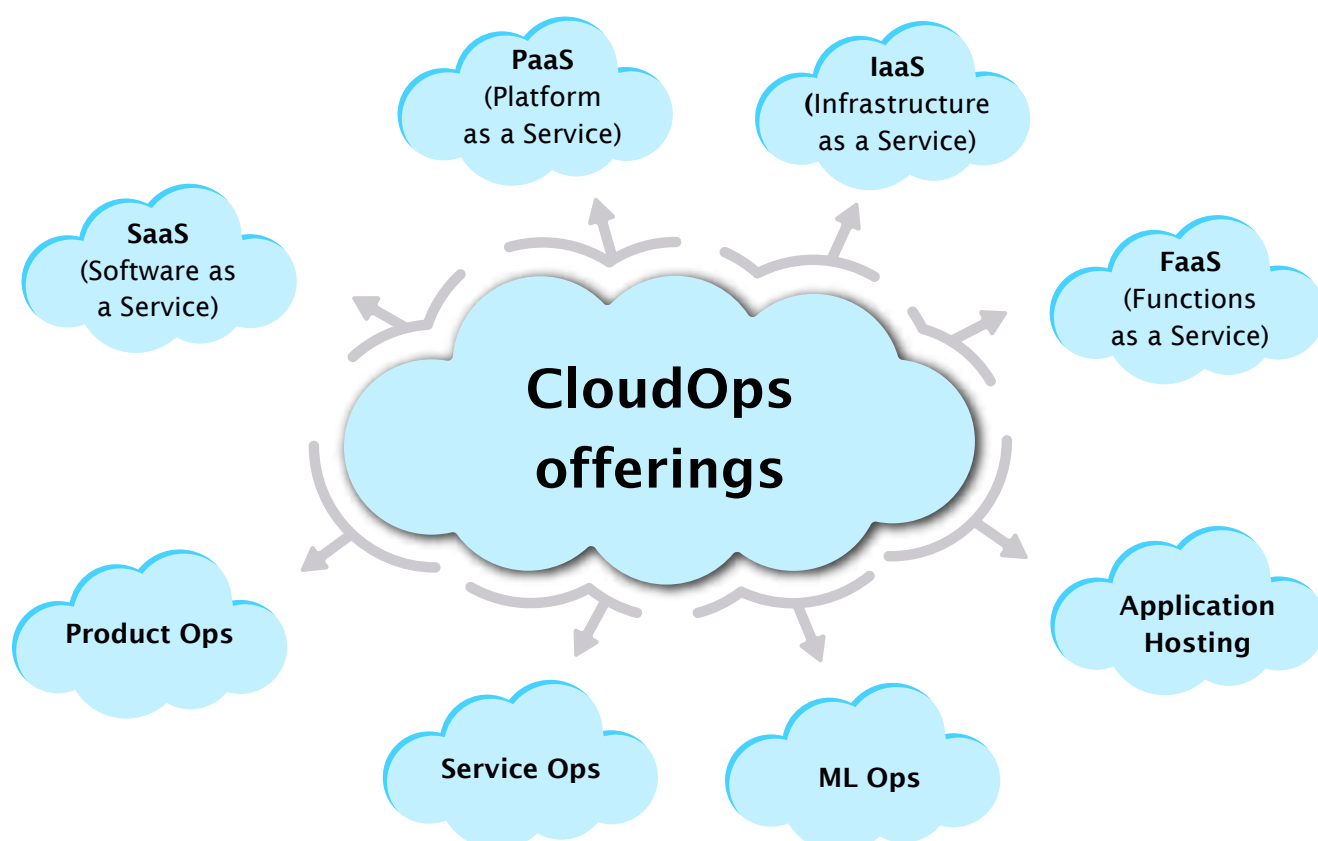 PaaS
(Platform
as a Service)
IaaS
(Infrastructure
as a Service)
SaaS
(Software as
a Service)
FaaS
(Functions
as a Service)
CloudOps
offerings
Application
Hosting
Product Ops
Service Ops
ML Ops